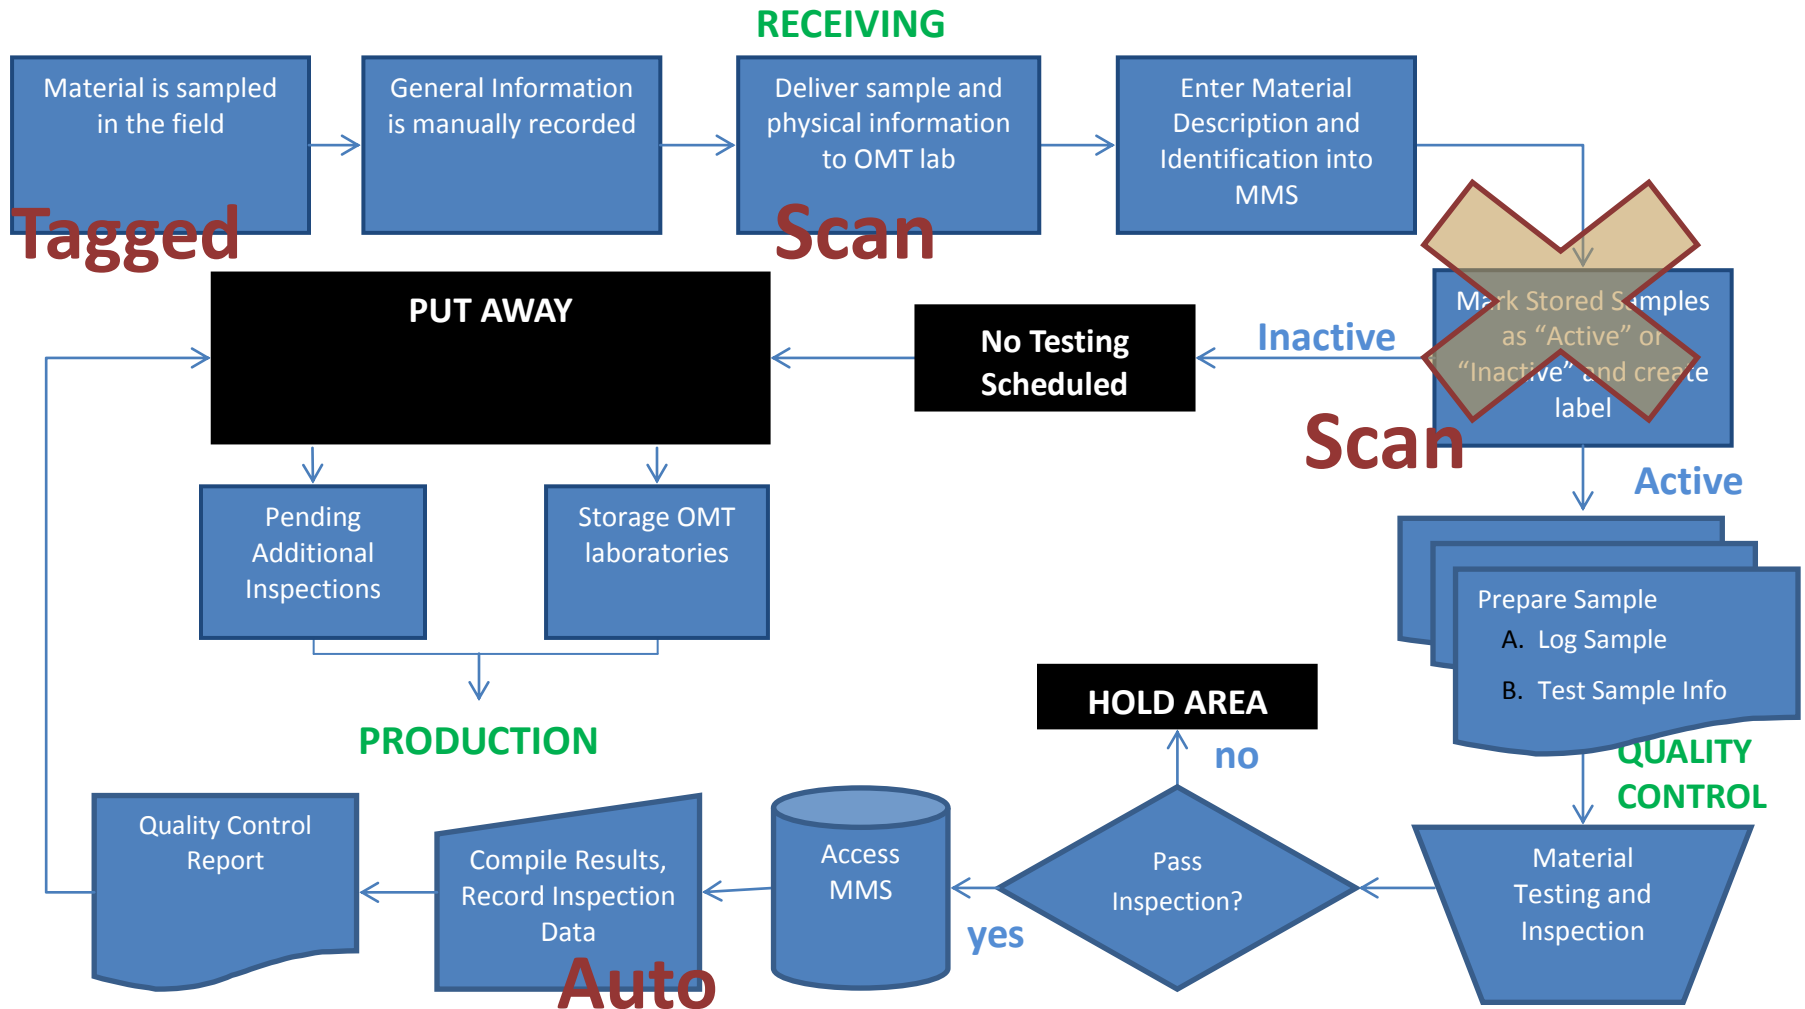 RECEIVING
Material is sampled
in the field
General Information
is manually recorded
Deliver sample and
physical information
to OMT lab
Enter Material
Description and
Identification into
MMS
Tagged
Scan
PUT AWAY
No Testing
Scheduled
Inactive
Mark Stored Samples
as “Active” or
“Inactive” and create
label
Scan
Active
Pending
Additional
Inspections
Storage OMT
laboratories
Prepare Sample
A. Log Sample
B. Test Sample Info
HOLD AREA
PRODUCTION
no
QUALITY
CONTROL
Quality Control
Report
Compile Results,
Record Inspection
Data
Auto
Access
MMS
yes
Pass
Inspection?
Material
Testing and
Inspection